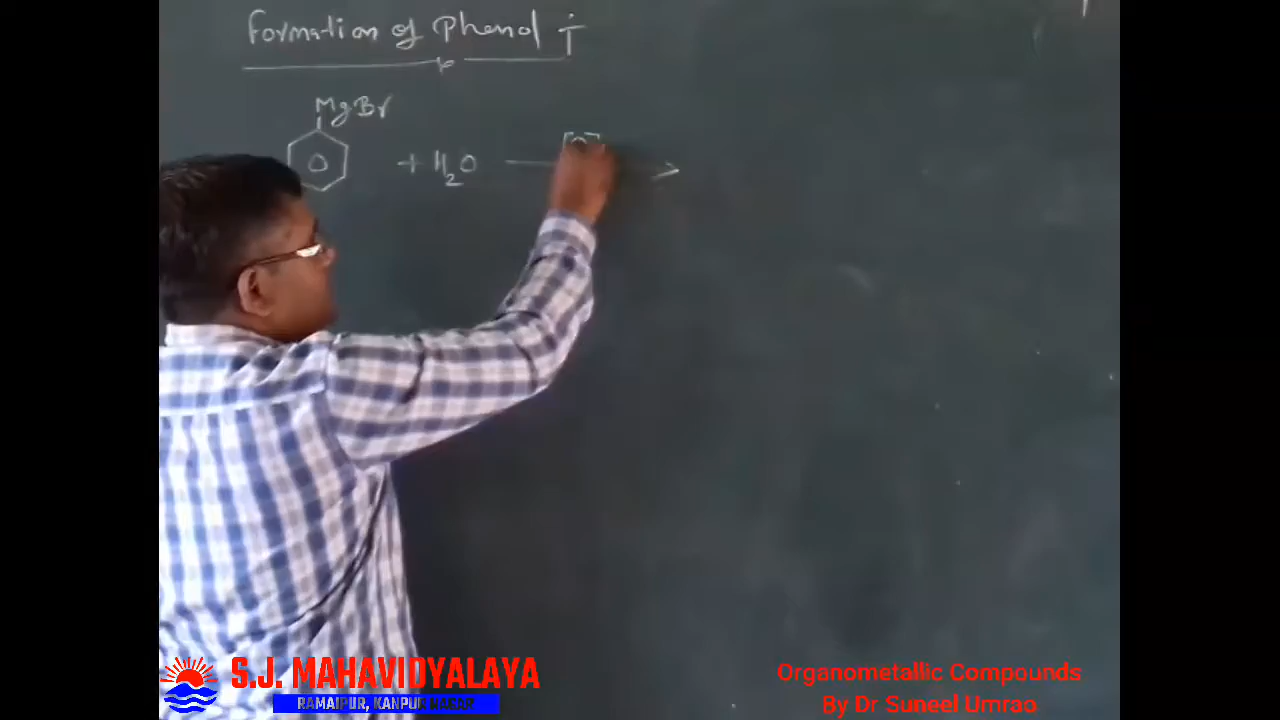 Formation of Phenol
MgBr
+ H₂O
[O]
S.J. MAHAVIDYALAYA
RAMAIPUR, KANPUR NAGAR
Organometallic Compounds
By Dr Suneel Umrao